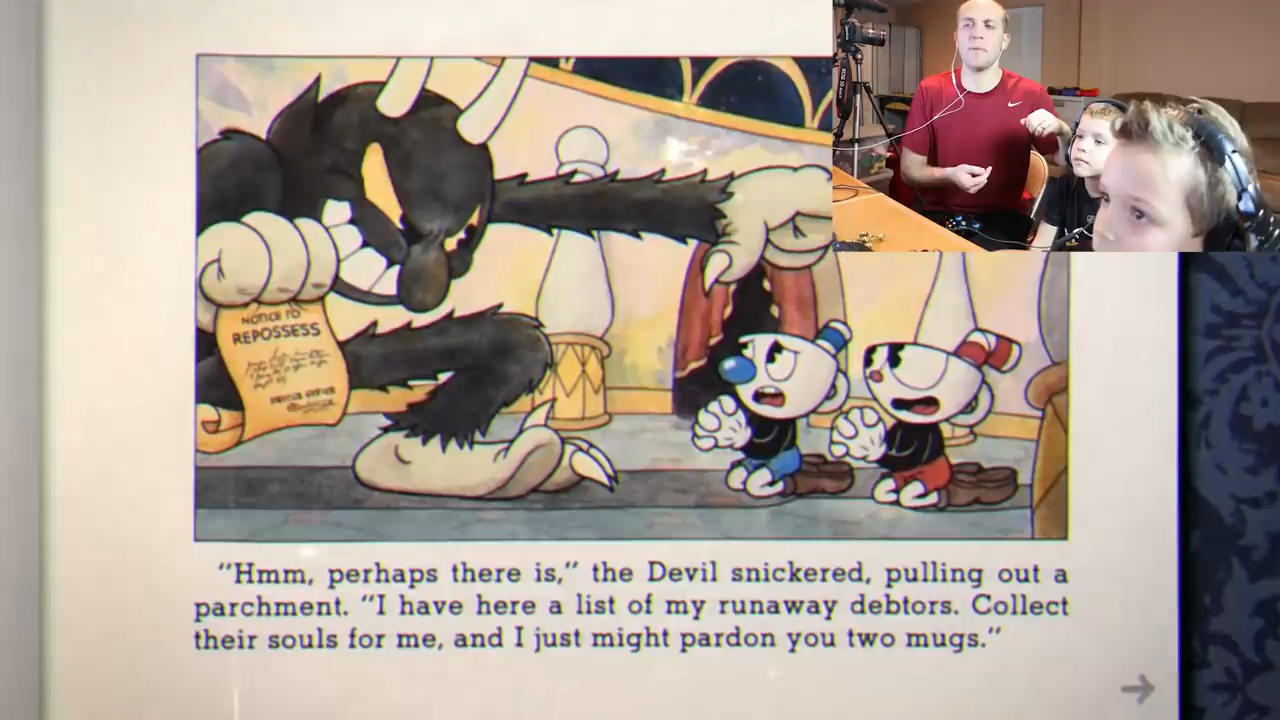 NOTICE TO
REPOSSESS
"Hmm, perhaps there is," the Devil snickered, pulling out a
parchment. "I have here a list of my runaway debtors. Collect
their souls for me, and I just might pardon you two mugs."